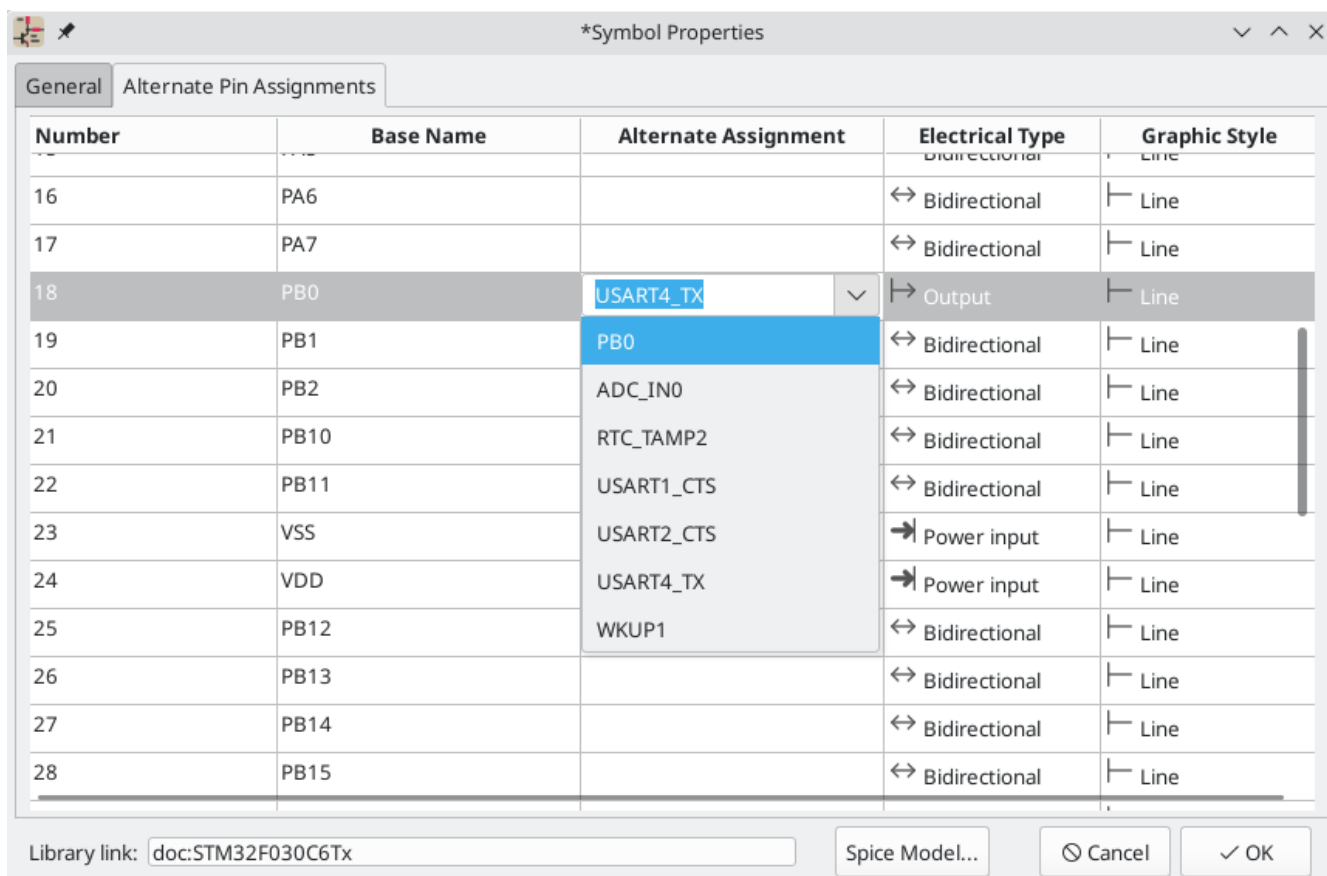 *Symbol Properties
General Alternate Pin Assignments
Number Base Name Alternate Assignment Electrical Type Graphic Style
Bidirectional Line
16 PA6 Bidirectional Line
17 PA7 Bidirectional Line
18 PB0 USART4_TX Output Line
19 PB1 PB0 Bidirectional Line
20 PB2 ADC_IN0 Bidirectional Line
21 PB10 RTC_TAMP2 Bidirectional Line
22 PB11 USART1_CTS Bidirectional Line
23 VSS USART2_CTS Power input Line
24 VDD USART4_TX Power input Line
25 PB12 WKUP1 Bidirectional Line
26 PB13 Bidirectional Line
27 PB14 Bidirectional Line
28 PB15 Bidirectional Line
Library link: doc:STM32F030C6Tx Spice Model... Cancel OK